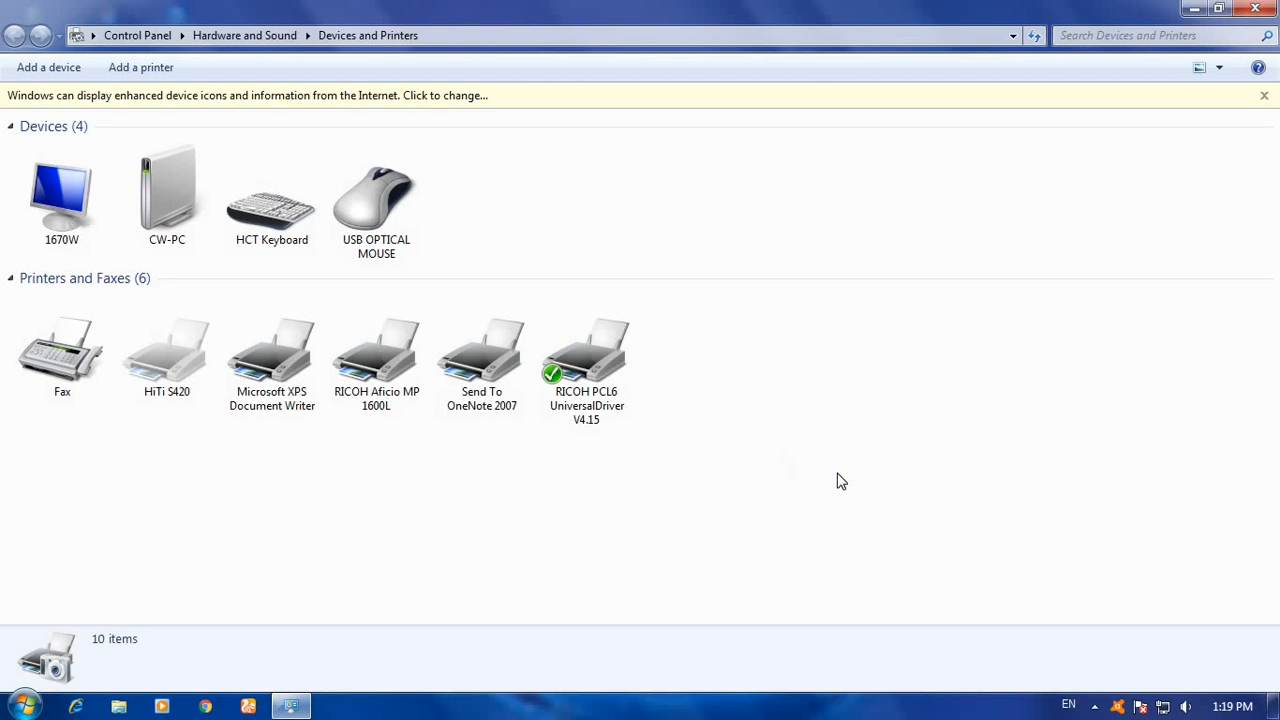 Control Panel Hardware and Sound Devices and Printers
Search Devices and Printers
Add a device Add a printer
Windows can display enhanced device icons and information from the Internet. Click to change...
Devices (4)
1670W
CW-PC
HCT Keyboard
USB OPTICAL
MOUSE
Printers and Faxes (6)
Fax
HiTi S420
Microsoft XPS
Document Writer
RICOH Aficio MP
1600L
Send To
OneNote 2007
RICOH PCL6
UniversalDriver
V4.15
10 items
EN
1:19 PM